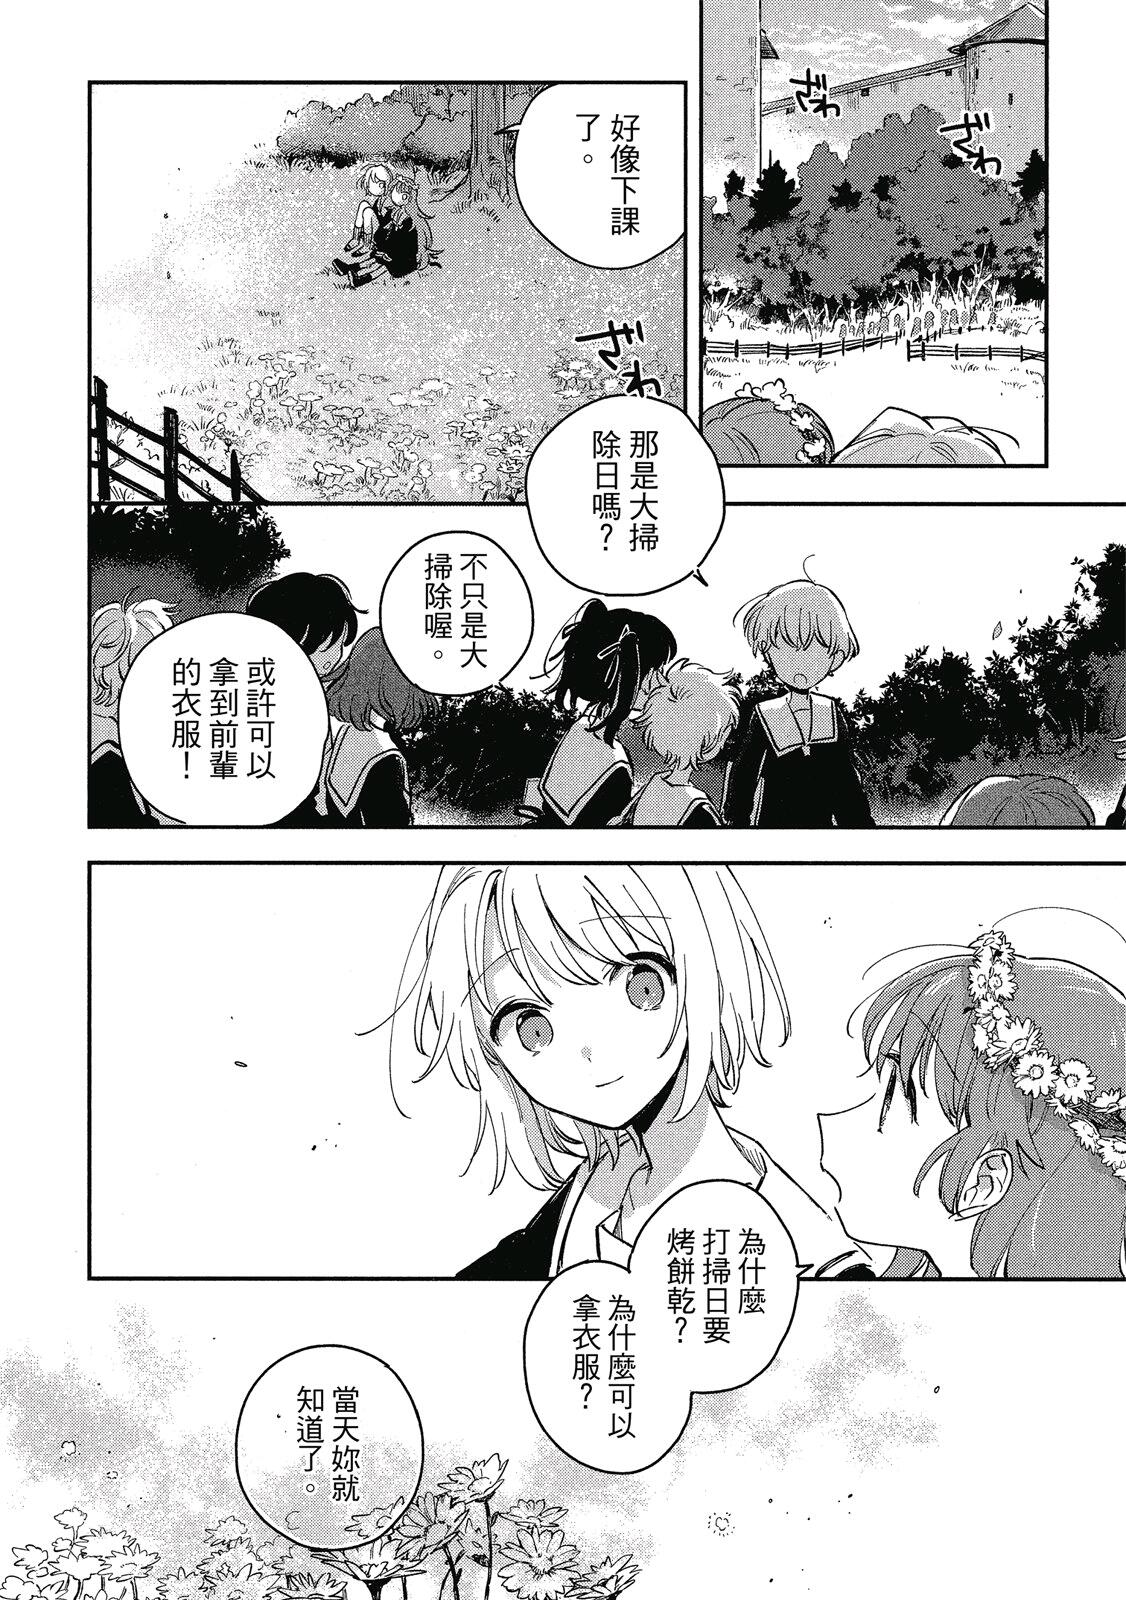 ざわ
ざわ
好像下課
了。
ざわ
那是大掃
除日嗎?
不只是大
掃除喔。
或許可以
拿到前輩
的衣服!
為什麼
打掃日要
烤餅乾?
為什麼可以
拿衣服?
當天妳就
知道了。